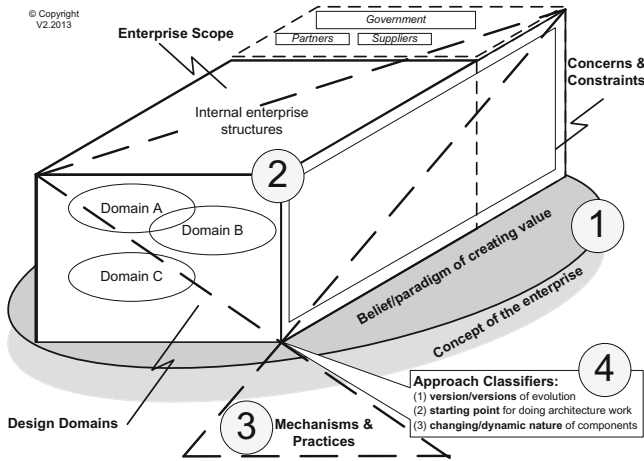 © Copyright
V2.2013
Government
Partners
Suppliers
Enterprise Scope
Concerns &
Constraints
Internal enterprise
structures
2
Domain A
Domain B
Domain C
1
Belief/paradigm of creating value
Concept of the enterprise
4
Approach Classifiers:
(1) version/versions of evolution
(2) starting point for doing architecture work
(3) changing/dynamic nature of components
Design Domains
3
Mechanisms &
Practices